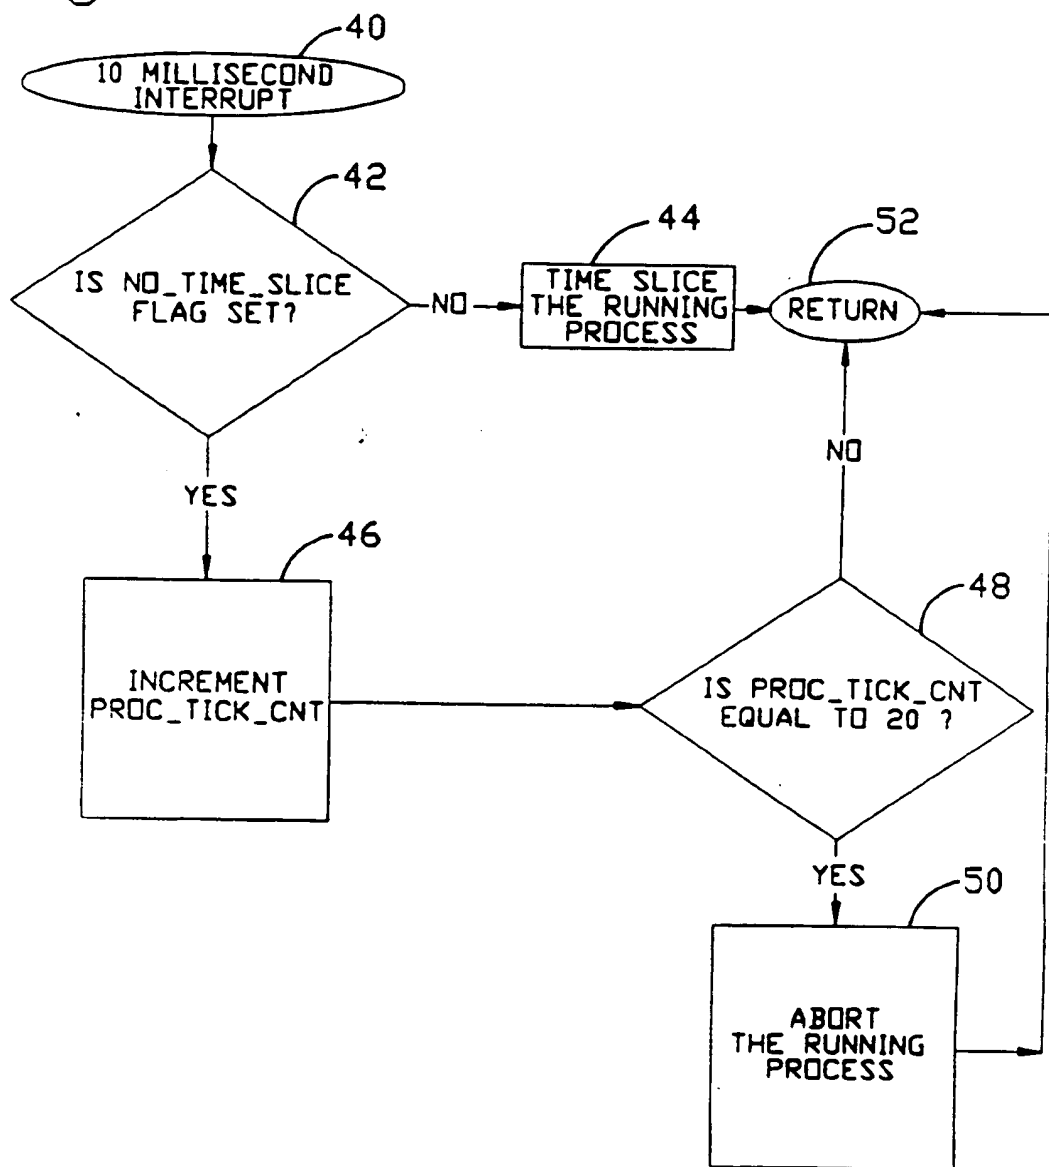 40
10 MILLISECOND
INTERRUPT
42
IS NO_TIME_SLICE
FLAG SET?
NO
44
TIME SLICE
THE RUNNING
PROCESS
52
RETURN
YES
NO
46
INCREMENT
PROC_TICK_CNT
48
IS PROC_TICK_CNT
EQUAL TO 20 ?
YES
50
ABORT
THE RUNNING
PROCESS